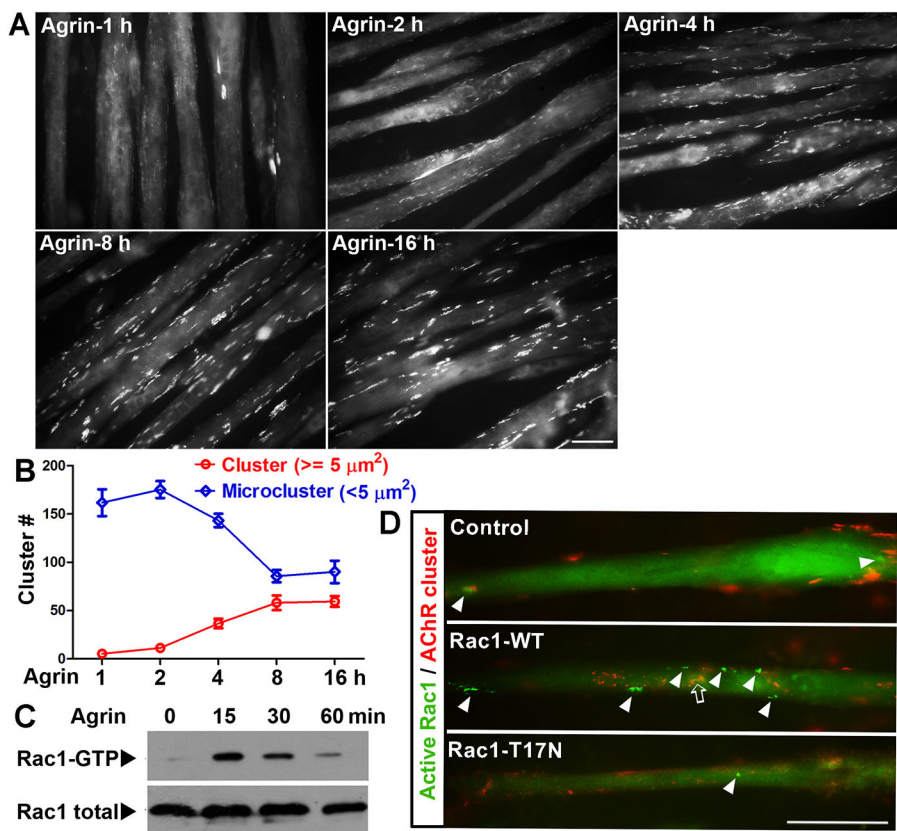 A
Agrin-1 h
Agrin-2 h
Agrin-4 h
Agrin-8 h
Agrin-16 h
B
Cluster (>= 5 μm²)
Microcluster (<5 μm²)
Cluster #
200
150
100
50
0
Agrin 1 2 4 8 16 h
C
Agrin 0 15 30 60 min
Rac1-GTP
Rac1 total
D
Active Rac1 / AChR cluster
Control
Rac1-WT
Rac1-T17N